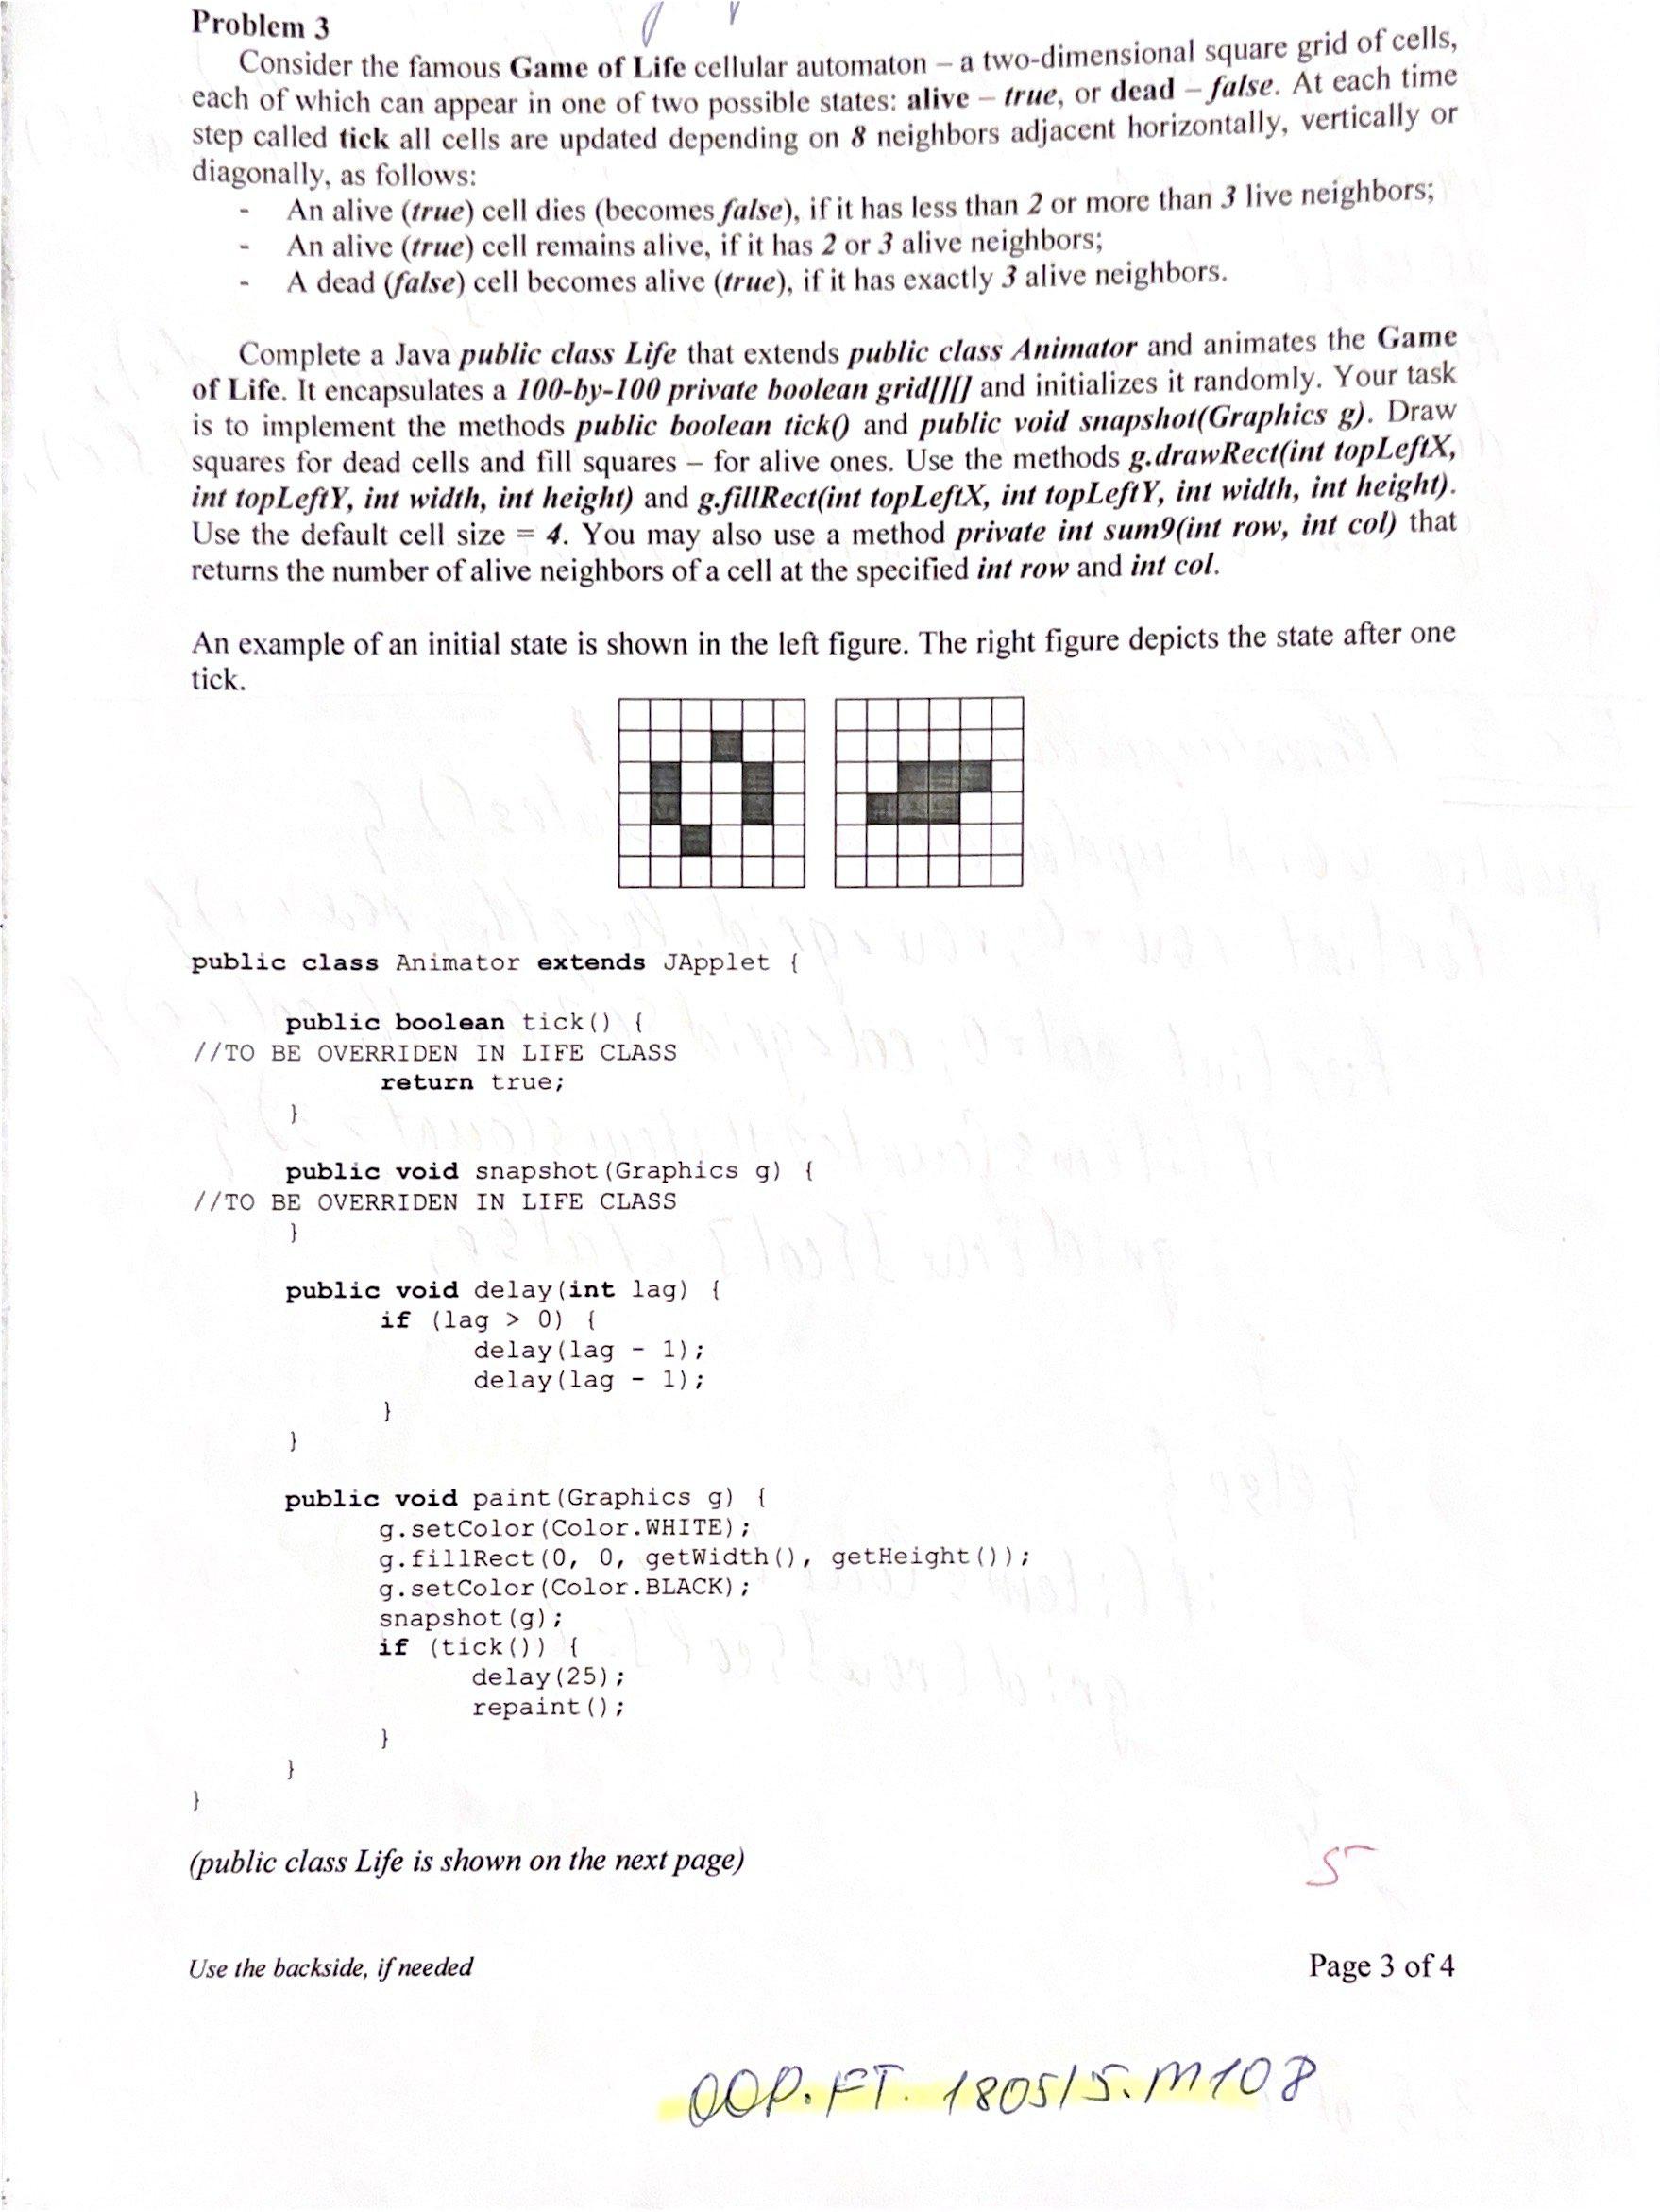 Problem 3
Consider the famous Game of Life cellular automaton – a two-dimensional square grid of cells,
each of which can appear in one of two possible states: alive – true, or dead – false. At each time
step called tick all cells are updated depending on 8 neighbors adjacent horizontally, vertically or
diagonally, as follows:
- An alive (true) cell dies (becomes false), if it has less than 2 or more than 3 live neighbors;
- An alive (true) cell remains alive, if it has 2 or 3 alive neighbors;
- A dead (false) cell becomes alive (true), if it has exactly 3 alive neighbors.
Complete a Java public class Life that extends public class Animator and animates the Game
of Life. It encapsulates a 100-by-100 private boolean grid[][] and initializes it randomly. Your task
is to implement the methods public boolean tick() and public void snapshot(Graphics g). Draw
squares for dead cells and fill squares – for alive ones. Use the methods g.drawRect(int topLeftX,
int topLeftY, int width, int height) and g.fillRect(int topLeftX, int topLeftY, int width, int height).
Use the default cell size = 4. You may also use a method private int sum9(int row, int col) that
returns the number of alive neighbors of a cell at the specified int row and int col.
An example of an initial state is shown in the left figure. The right figure depicts the state after one
tick.
public class Animator extends JApplet {
public boolean tick() {
//TO BE OVERRIDEN IN LIFE CLASS
return true;
}
public void snapshot(Graphics g) {
//TO BE OVERRIDEN IN LIFE CLASS
}
public void delay(int lag) {
if (lag > 0) {
delay(lag - 1);
delay(lag - 1);
}
}
public void paint(Graphics g) {
g.setColor(Color.WHITE);
g.fillRect(0, 0, getWidth(), getHeight());
g.setColor(Color.BLACK);
snapshot(g);
if (tick()) {
delay(25);
repaint();
}
}
}
(public class Life is shown on the next page)
5
Use the backside, if needed
Page 3 of 4
OOP.FT. 180515.M108